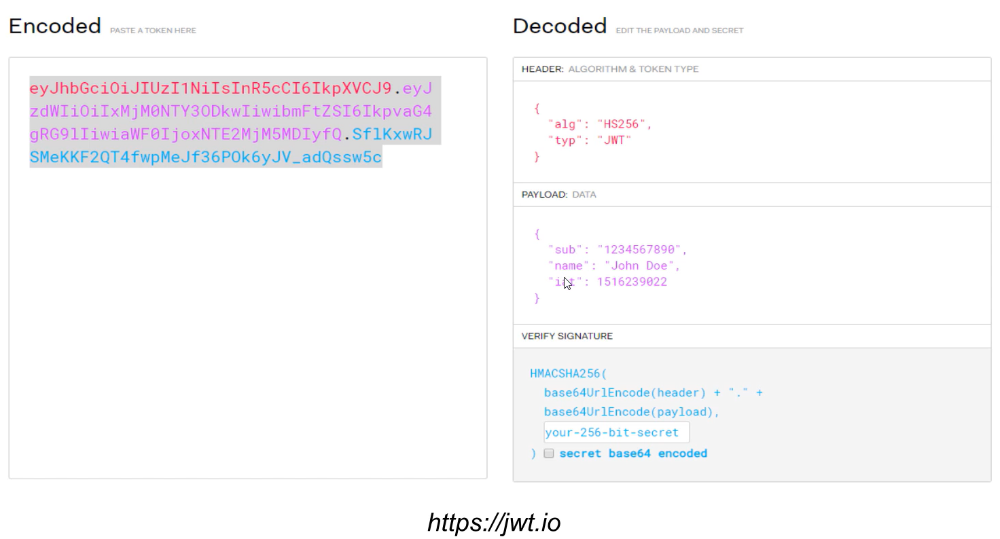 Encoded PASTE A TOKEN HERE
eyJhbGciOiJIUzI1NiIsInR5cCI6IkpXVCJ9.eyJ
zdWIiOiIxMjM0NTY3ODkwIiwibmFtZSI6IkpvaG4
gRG9lIiwiaWF0IjoxNTE2MjM5MDIyfQ.SflKxwRJ
SMeKKF2QT4fwpMeJf36POk6yJV_adQssw5c
Decoded EDIT THE PAYLOAD AND SECRET
HEADER: ALGORITHM & TOKEN TYPE
{
"alg": "HS256",
"typ": "JWT"
}
PAYLOAD: DATA
{
"sub": "1234567890",
"name": "John Doe",
"iat": 1516239022
}
VERIFY SIGNATURE
HMACSHA256(
base64UrlEncode(header) + "." +
base64UrlEncode(payload),
your-256-bit-secret
) secret base64 encoded
https://jwt.io